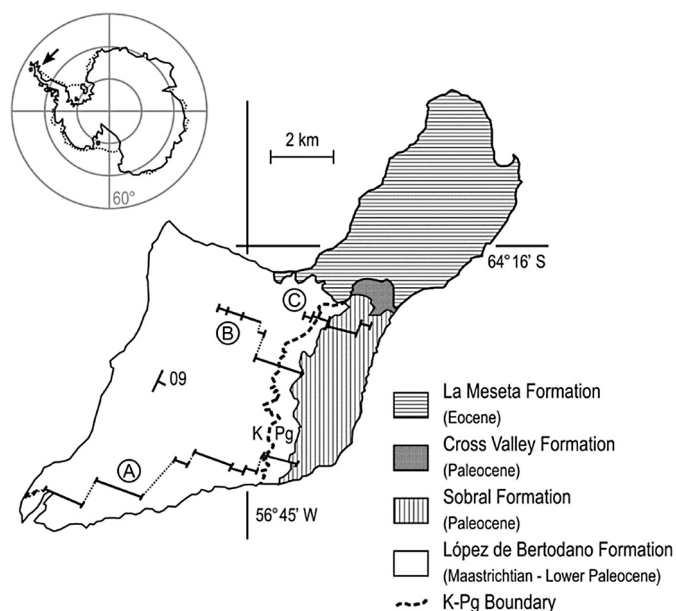 60°
2 km
64° 16' S
C
B
09
K Pg
A
56° 45' W
La Meseta Formation
(Eocene)
Cross Valley Formation
(Paleocene)
Sobral Formation
(Paleocene)
López de Bertodano Formation
(Maastrichtian - Lower Paleocene)
K-Pg Boundary